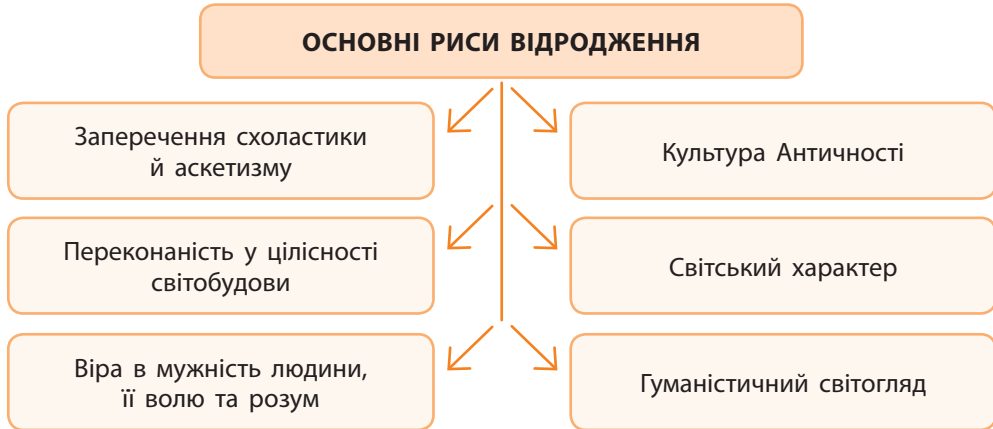 ОСНОВНІ РИСИ ВІДРОДЖЕННЯ
Заперечення схоластики
й аскетизму
Культура Античності
Переконаність у цілісності
світобудови
Світський характер
Віра в мужність людини,
її волю та розум
Гуманістичний світогляд